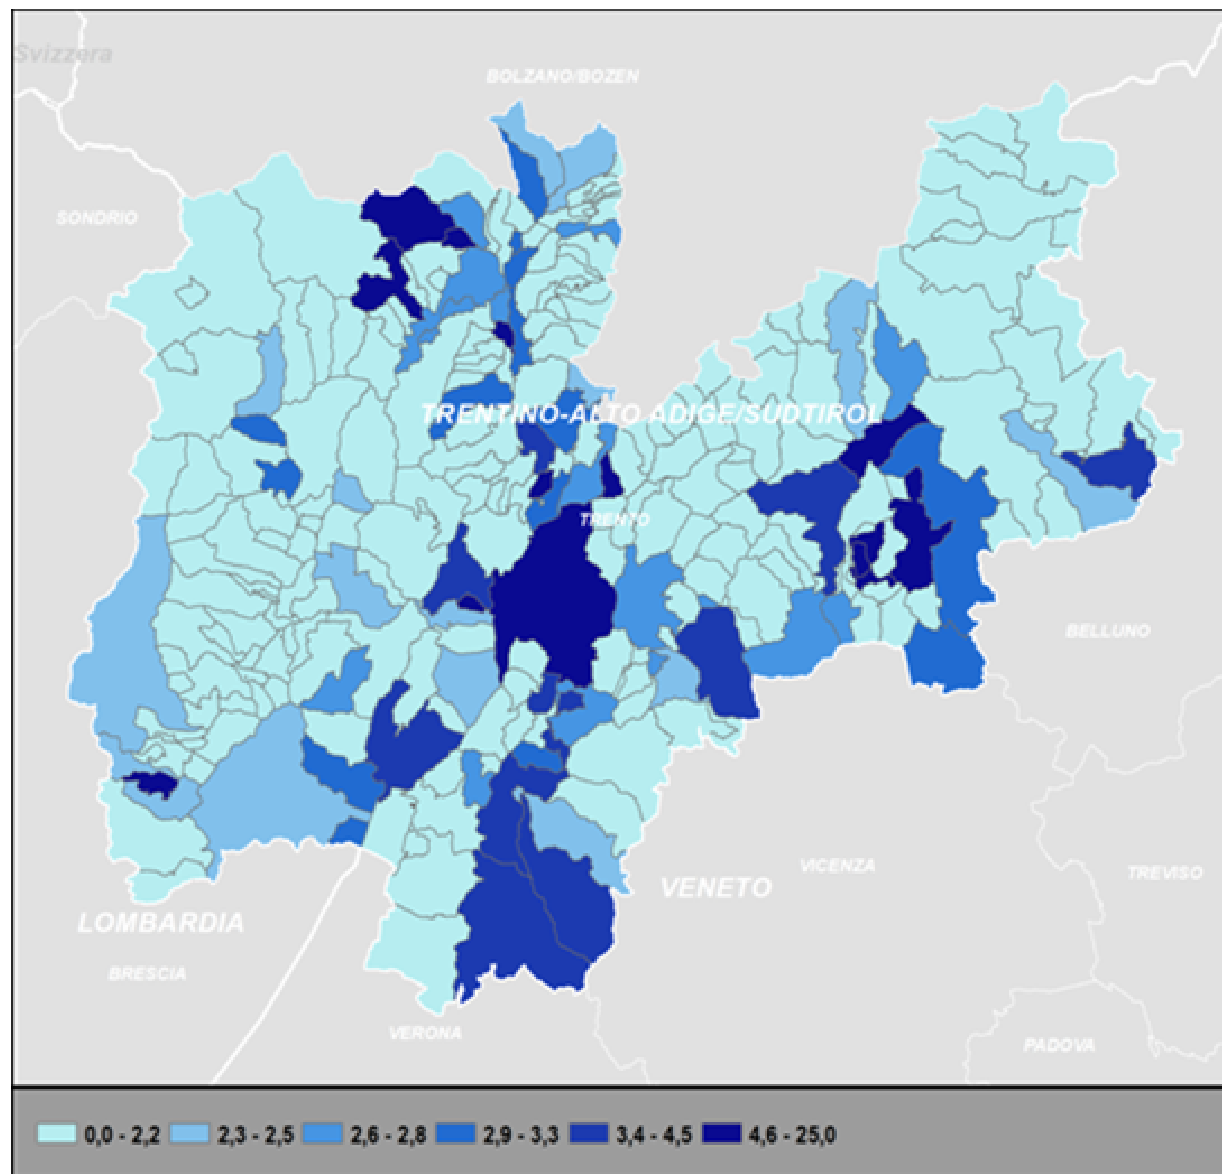 Svizzera
BOLZANO/BOZEN
SONDRIO
TRENTINO-ALTO ADIGE/SUDTIROL
TRENTO
BELLUNO
VICENZA
TREVISO
VENETO
LOMBARDIA
BRESCIA
VERONA
PADOVA
0,0 - 2,2 2,3 - 2,5 2,6 - 2,8 2,9 - 3,3 3,4 - 4,5 4,6 - 25,0